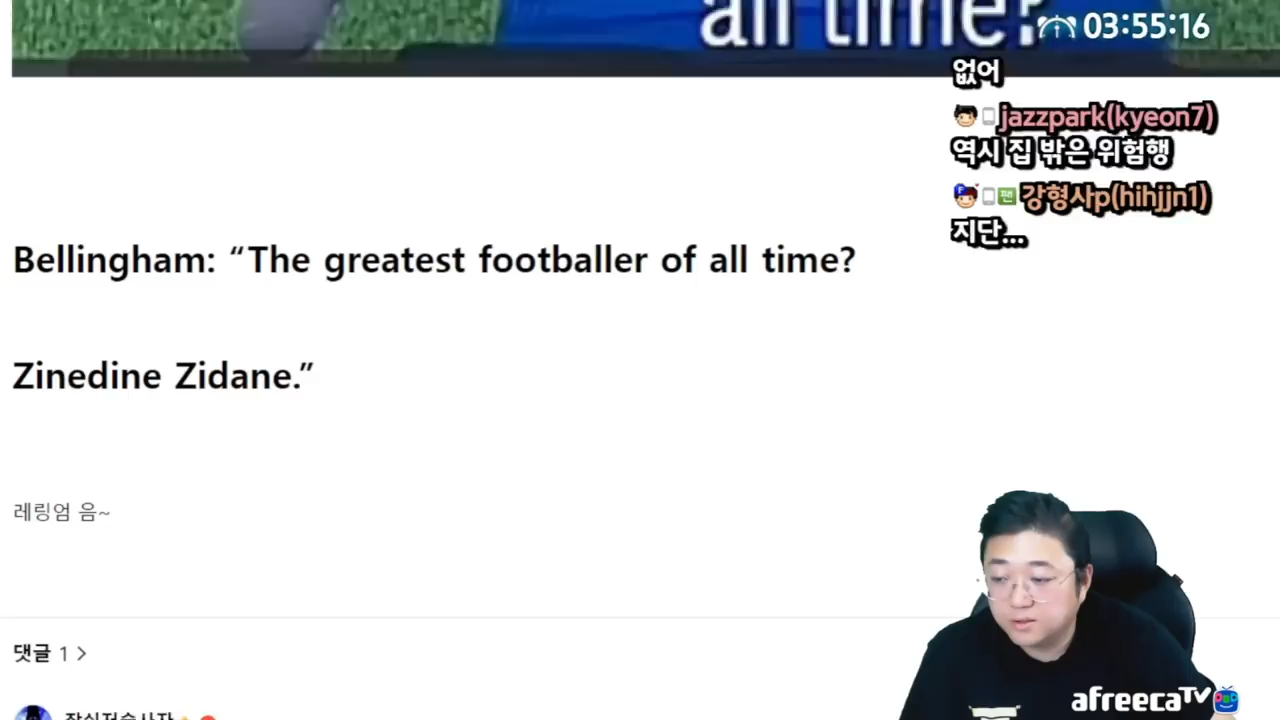 all time?
03:55:16
없어
jazzpark(kyeon7)
역시 집 밖은 위험행
팬 강형사p(hihjjn1)
지단...
Bellingham: “The greatest footballer of all time?
Zinedine Zidane.”
레링엄 음~
댓글 1 >
afreecaTV